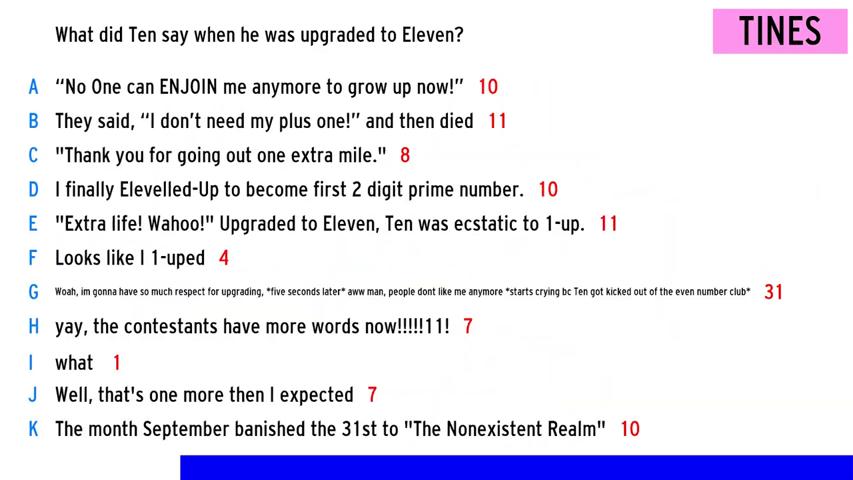 What did Ten say when he was upgraded to Eleven?
TINES
A “No One can ENJOIN me anymore to grow up now!” 10
B They said, “I don’t need my plus one!” and then died 11
C "Thank you for going out one extra mile." 8
D I finally Elevelled-Up to become first 2 digit prime number. 10
E "Extra life! Wahoo!" Upgraded to Eleven, Ten was ecstatic to 1-up. 11
F Looks like I 1-uped 4
G Woah, im gonna have so much respect for upgrading, *five seconds later* aww man, people dont like me anymore *starts crying bc Ten got kicked out of the even number club* 31
H yay, the contestants have more words now!!!!!11! 7
I what 1
J Well, that's one more then I expected 7
K The month September banished the 31st to "The Nonexistent Realm" 10